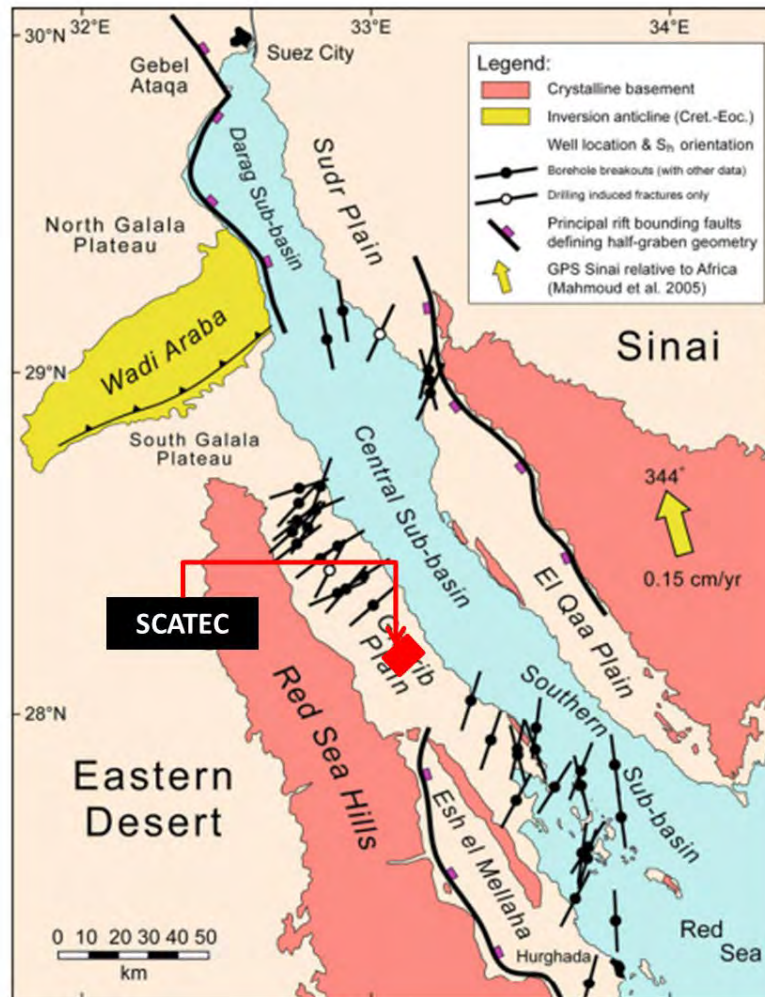 32°E
33°E
34°E
30°N
Suez City
Gebel
Ataqa
Legend:
Crystalline basement
Inversion anticline (Cret.-Eoc.)
Well location & Sh orientation
Borehole breakouts (with other data)
Drilling induced fractures only
Principal rift bounding faults
defining half-graben geometry
GPS Sinai relative to Africa
(Mahmoud et al. 2005)
Darag Sub-basin
Sudr Plain
North Galala
Plateau
Wadi Araba
Sinai
29°N
South Galala
Plateau
Central Sub-basin
344°
0.15 cm/yr
El Qaa Plain
SCATEC
Plain
Red Sea Hills
28°N
Southern
Sub-basin
Eastern
Desert
Esh el Mellaha
Red
Sea
Hurghada
0 10 20 30 40 50
km